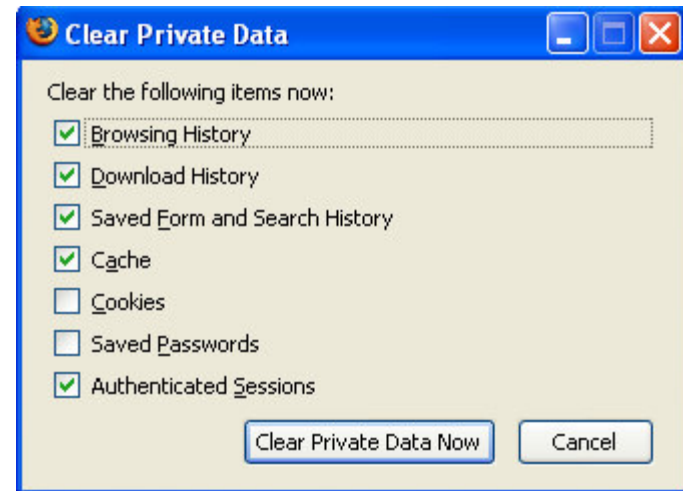 Clear Private Data
Clear the following items now:
Browsing History
Download History
Saved Form and Search History
Cache
Cookies
Saved Passwords
Authenticated Sessions
Clear Private Data Now Cancel